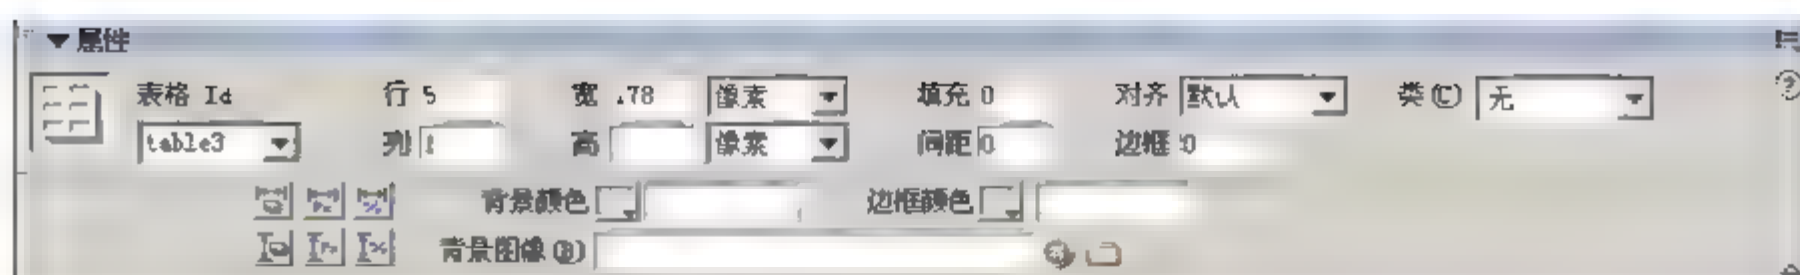 属性
表格 Id 行 5 宽 .78 像素 填充 0 对齐 默认 类(C) 无
table3 列 高 像素 间距 0 边框 0
背景颜色 边框颜色
背景图像(B)